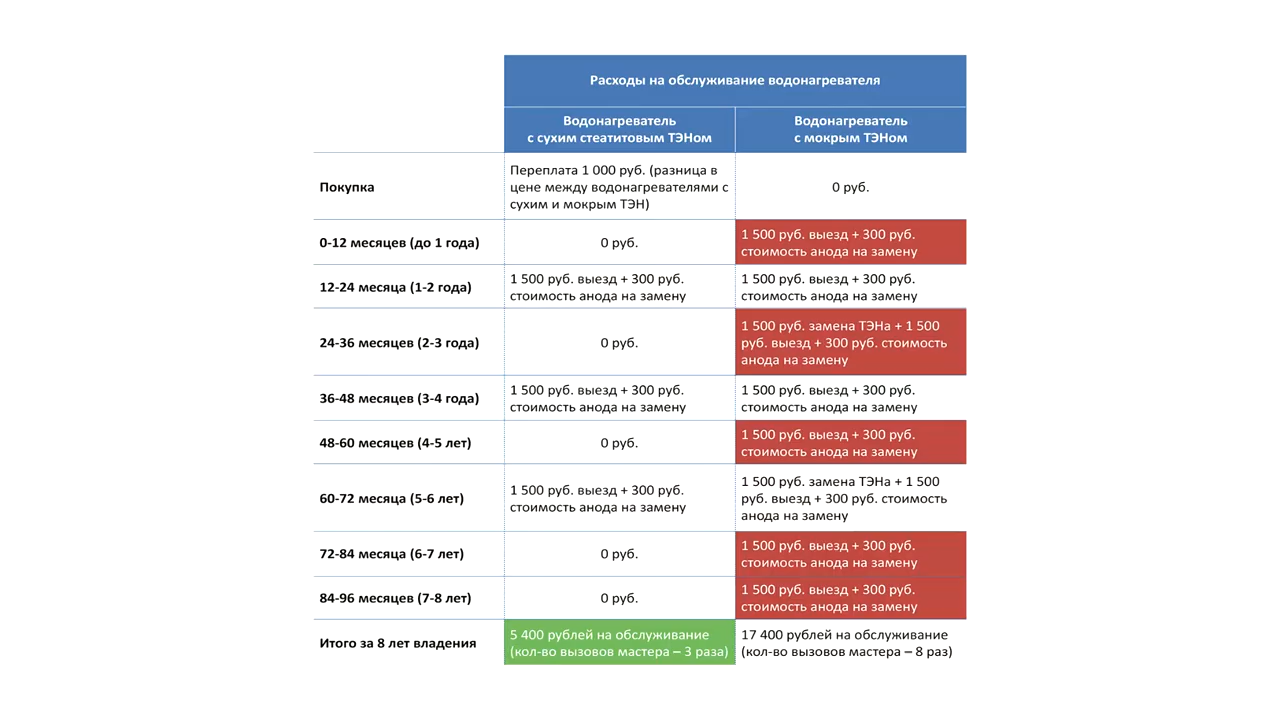 Расходы на обслуживание водонагревателя
Водонагреватель
с сухим стеатитовым ТЭНом
Водонагреватель
с мокрым ТЭНом
Покупка
Переплата 1 000 руб. (разница в
цене между водонагревателями с
сухим и мокрым ТЭН)
0 руб.
0-12 месяцев (до 1 года)
0 руб.
1 500 руб. выезд + 300 руб.
стоимость анода на замену
12-24 месяца (1-2 года)
1 500 руб. выезд + 300 руб.
стоимость анода на замену
1 500 руб. выезд + 300 руб.
стоимость анода на замену
24-36 месяцев (2-3 года)
0 руб.
1 500 руб. замена ТЭНа + 1 500
руб. выезд + 300 руб. стоимость
анода на замену
36-48 месяцев (3-4 года)
1 500 руб. выезд + 300 руб.
стоимость анода на замену
1 500 руб. выезд + 300 руб.
стоимость анода на замену
48-60 месяцев (4-5 лет)
0 руб.
1 500 руб. выезд + 300 руб.
стоимость анода на замену
60-72 месяца (5-6 лет)
1 500 руб. выезд + 300 руб.
стоимость анода на замену
1 500 руб. замена ТЭНа + 1 500
руб. выезд + 300 руб. стоимость
анода на замену
72-84 месяца (6-7 лет)
0 руб.
1 500 руб. выезд + 300 руб.
стоимость анода на замену
84-96 месяцев (7-8 лет)
0 руб.
1 500 руб. выезд + 300 руб.
стоимость анода на замену
Итого за 8 лет владения
5 400 рублей на обслуживание
(кол-во вызовов мастера – 3 раза)
17 400 рублей на обслуживание
(кол-во вызовов мастера – 8 раз)